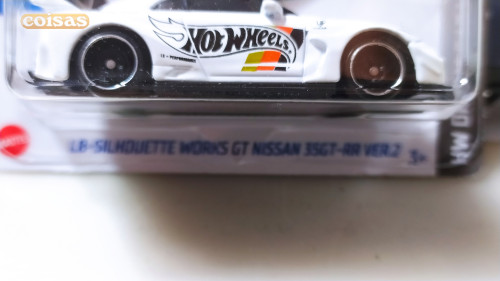 coisas
HOT WHEELS
LB-SILHOUETTE WORKS GT NISSAN 35GT-RR VER.2
3+